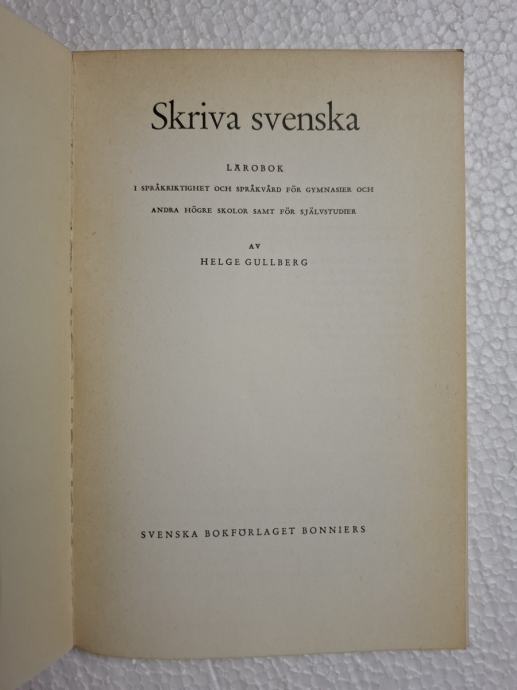 Skriva svenska
LÄROBOK
I SPRÅKRIKTIGHET OCH SPRÅKVÅRD FÖR GYMNASIER OCH
ANDRA HÖGRE SKOLOR SAMT FÖR SJÄLVSTUDIER
AV
HELGE GULLBERG
SVENSKA BOKFÖRLAGET BONNIERS